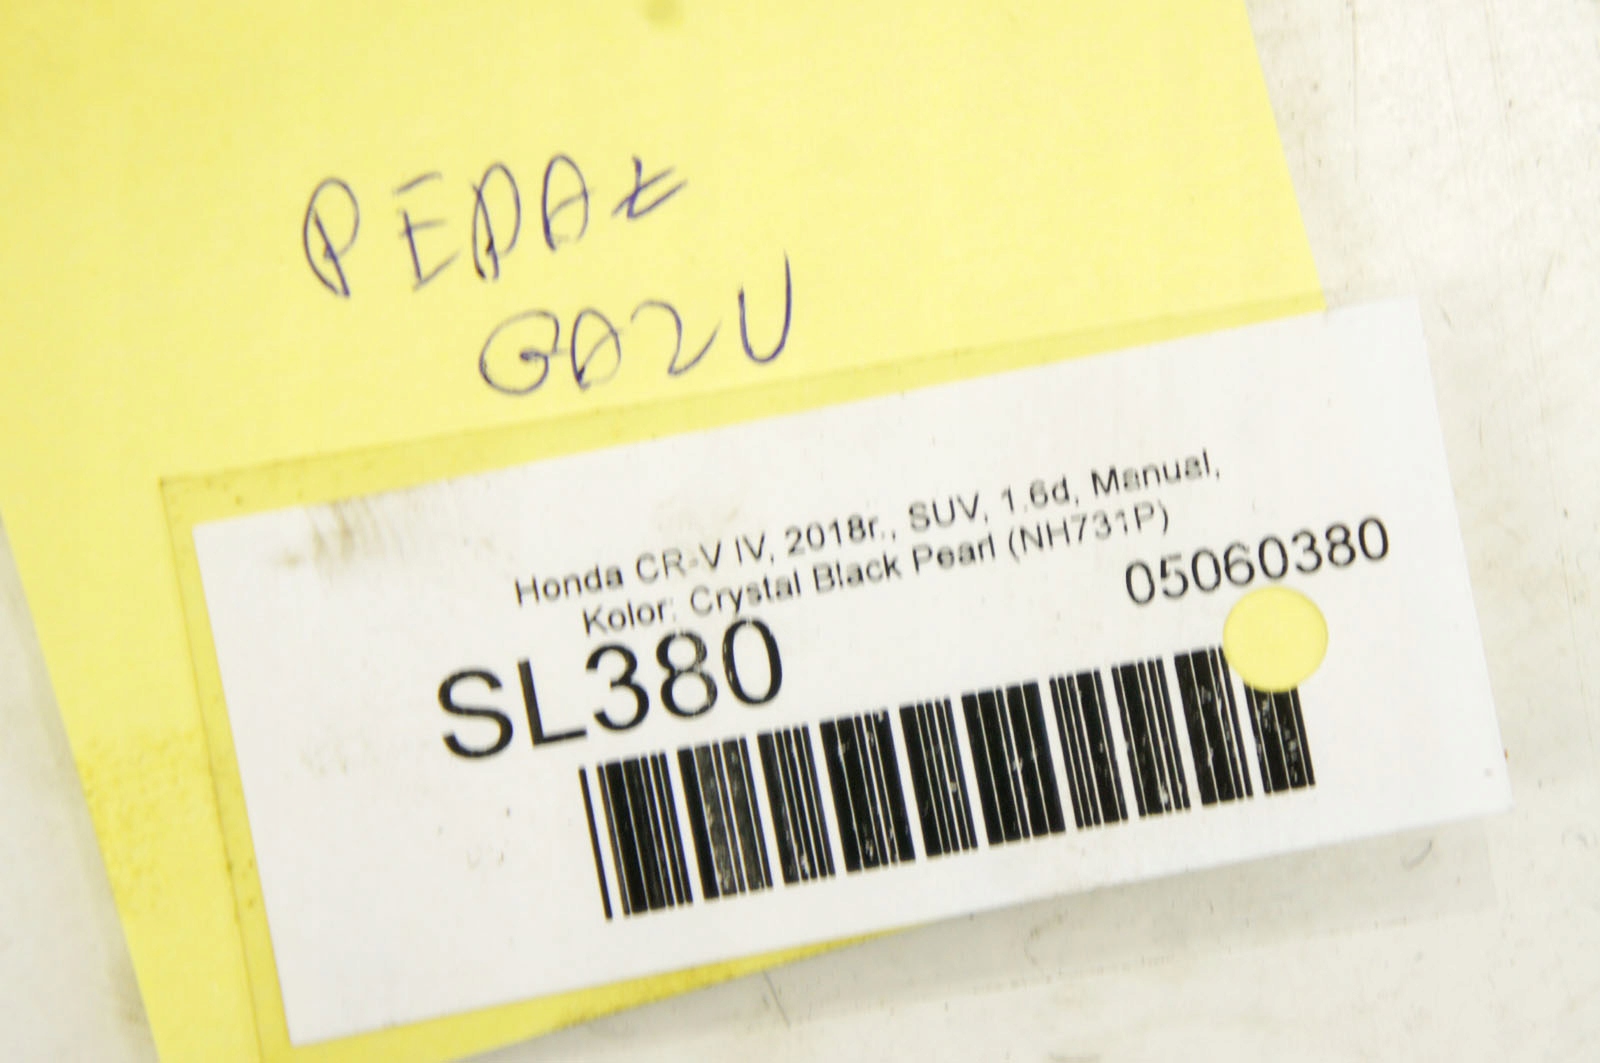 PEDAŁ
GAZU
Honda CR-V IV, 2018r., SUV, 1.6d, Manual,
Kolor: Crystal Black Pearl (NH731P)
05060380
SL380